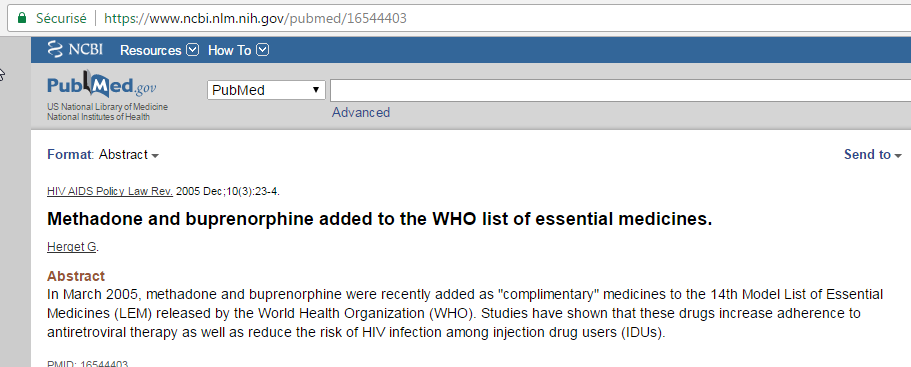 Sécurisé https://www.ncbi.nlm.nih.gov/pubmed/16544403
NCBI Resources How To
PubMed.gov PubMed
US National Library of Medicine
National Institutes of Health
Advanced
Format: Abstract Send to
HIV AIDS Policy Law Rev. 2005 Dec;10(3):23-4.
Methadone and buprenorphine added to the WHO list of essential medicines.
Herget G.
Abstract
In March 2005, methadone and buprenorphine were recently added as "complimentary" medicines to the 14th Model List of Essential
Medicines (LEM) released by the World Health Organization (WHO). Studies have shown that these drugs increase adherence to
antiretroviral therapy as well as reduce the risk of HIV infection among injection drug users (IDUs).
PMID: 16544403